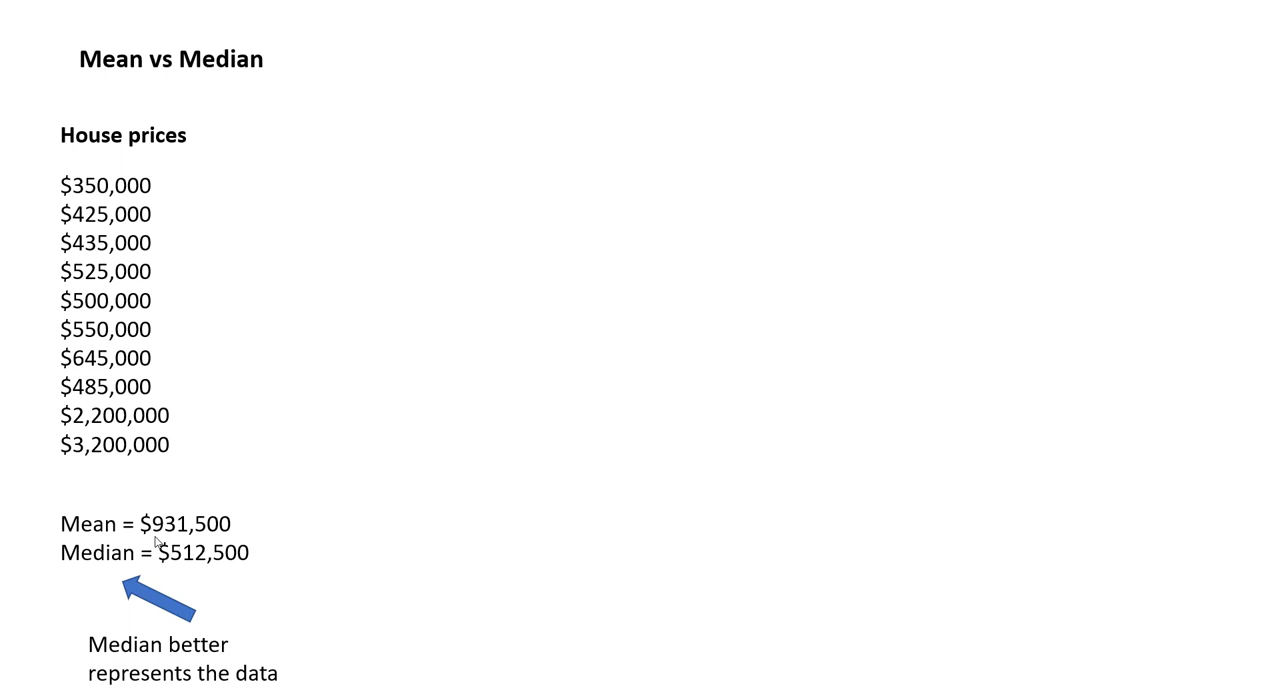 Mean vs Median
House prices
$350,000
$425,000
$435,000
$525,000
$500,000
$550,000
$645,000
$485,000
$2,200,000
$3,200,000
Mean = $931,500
Median = $512,500
Median better
represents the data